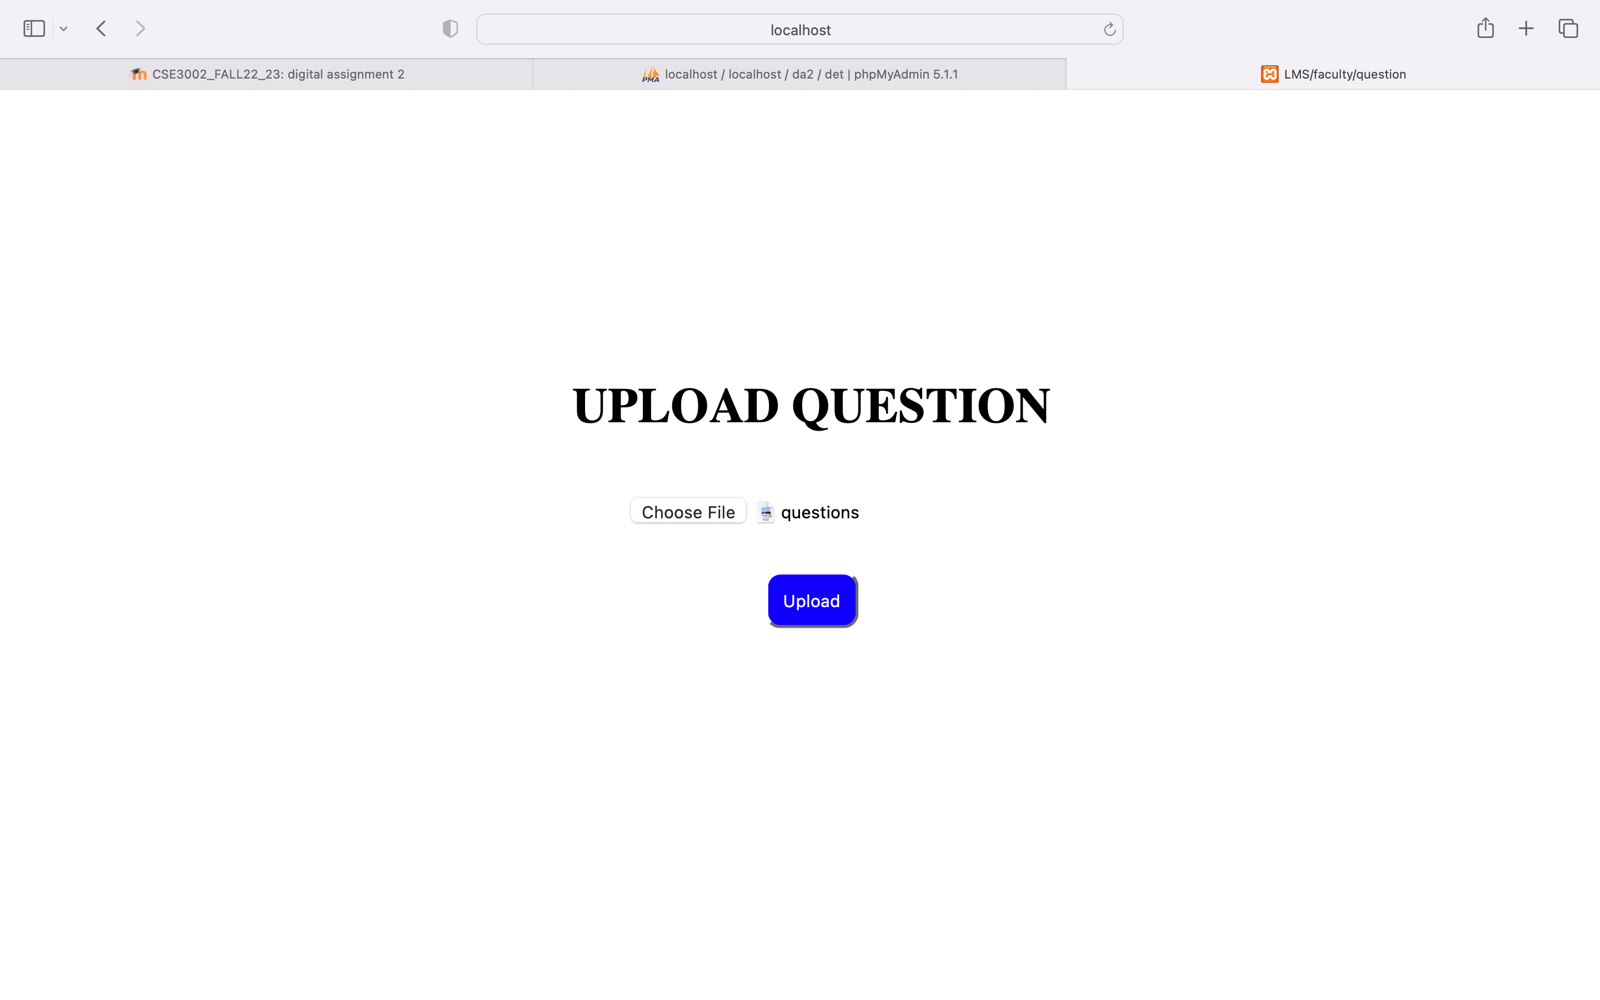 localhost
CSE3002_FALL22_23: digital assignment 2
PMA localhost / localhost / da2 / det | phpMyAdmin 5.1.1
LMS/faculty/question
UPLOAD QUESTION
Choose File questions
Upload